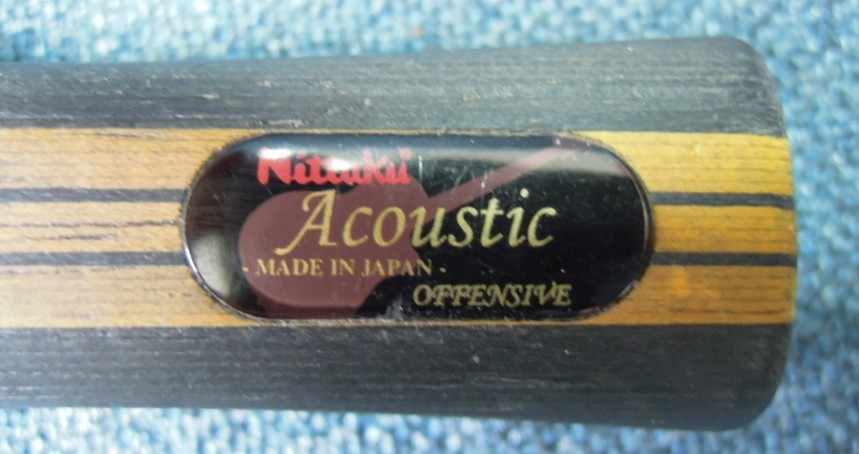 Nittaku
Acoustic
- MADE IN JAPAN -
OFFENSIVE